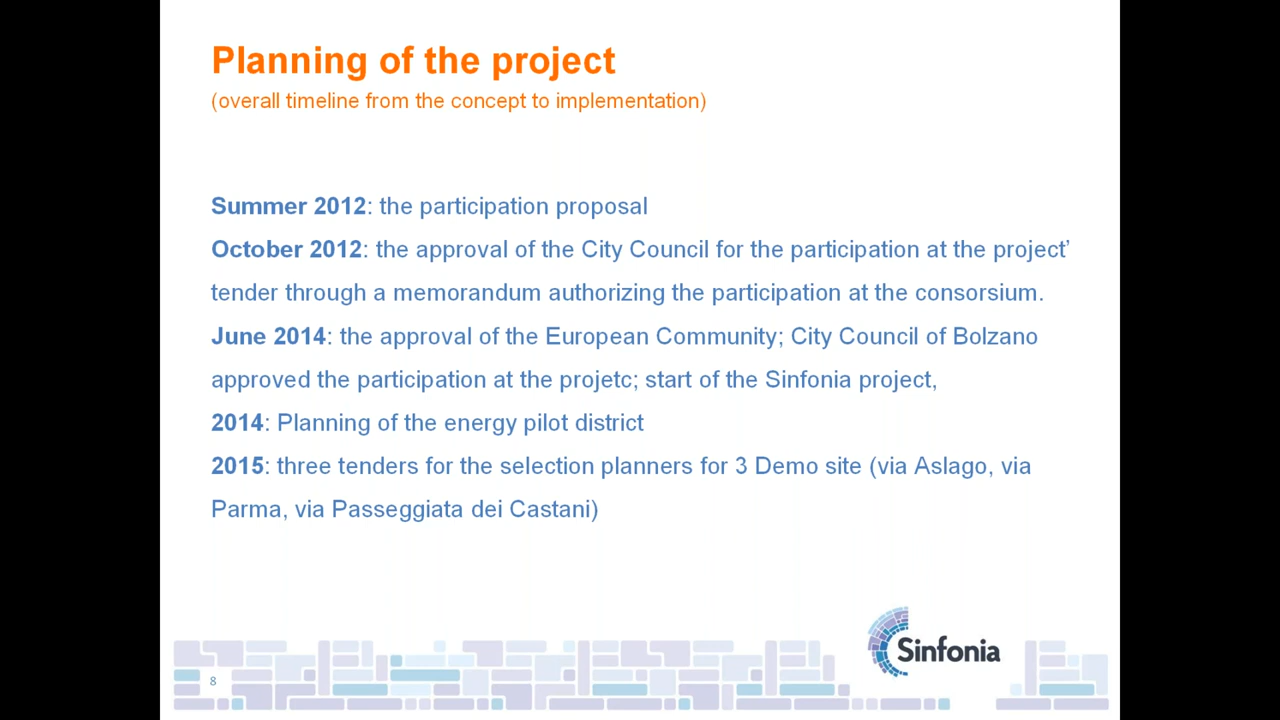 Planning of the project
(overall timeline from the concept to implementation)
Summer 2012: the participation proposal
October 2012: the approval of the City Council for the participation at the project’
tender through a memorandum authorizing the participation at the consorsium.
June 2014: the approval of the European Community; City Council of Bolzano
approved the participation at the projetc; start of the Sinfonia project,
2014: Planning of the energy pilot district
2015: three tenders for the selection planners for 3 Demo site (via Aslago, via
Parma, via Passeggiata dei Castani)
Sinfonia
8